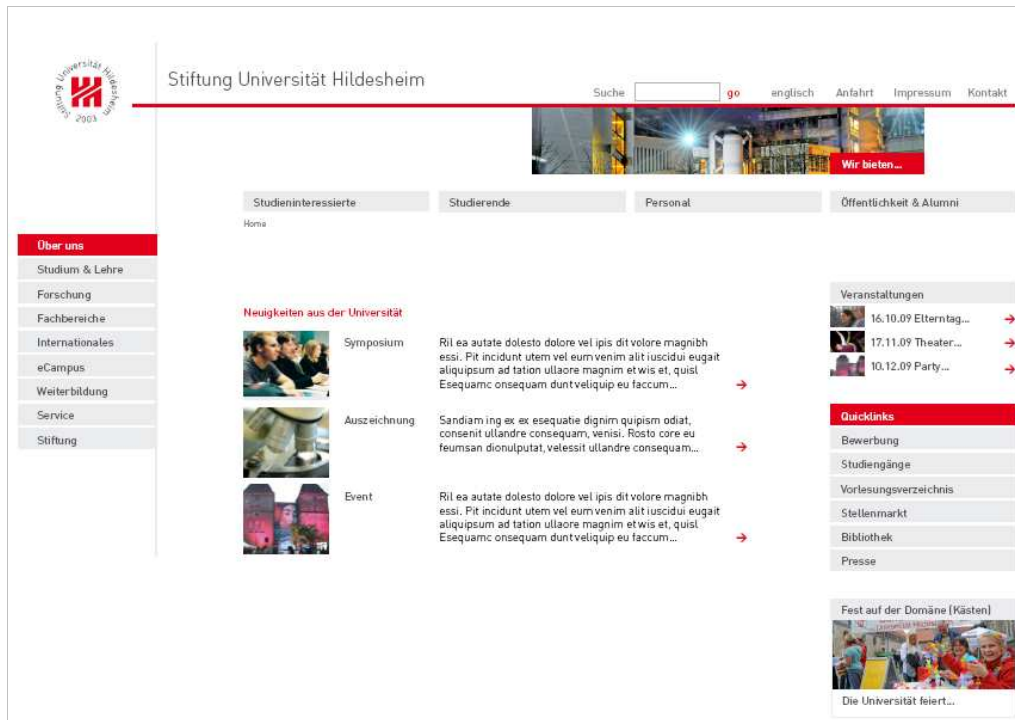 Stiftung Universität Hildesheim
2003
Stiftung Universität Hildesheim
Suche
go
englisch
Anfahrt
Impressum
Kontakt
Wir bieten...
Studieninteressierte
Studierende
Personal
Öffentlichkeit & Alumni
Home
Über uns
Studium & Lehre
Forschung
Fachbereiche
Internationales
eCampus
Weiterbildung
Service
Stiftung
Neuigkeiten aus der Universität
Symposium
Ril ea autate dolesto dolore vel ipis dit volore magnibh
essi. Pit incidunt utem vel eum venim alit iuscidui eugait
aliquipsum ad tation ullaore magnim et wis et, quisl
Esequamc onsequam dunt veliquip eu faccum...
Auszeichnung
Sandiam ing ex ex esequatie dignim quipism odiat,
consenit ullandre consequam, venisi. Rosto core eu
feumsan dionulputat, velessit ullandre consequam...
Event
Ril ea autate dolesto dolore vel ipis dit volore magnibh
essi. Pit incidunt utem vel eum venim alit iuscidui eugait
aliquipsum ad tation ullaore magnim et wis et, quisl
Esequamc onsequam dunt veliquip eu faccum...
Veranstaltungen
16.10.09 Elterntag...
17.11.09 Theater...
10.12.09 Party...
Quicklinks
Bewerbung
Studiengänge
Vorlesungsverzeichnis
Stellenmarkt
Bibliothek
Presse
Fest auf der Domäne (Kästen)
Die Universität feiert...